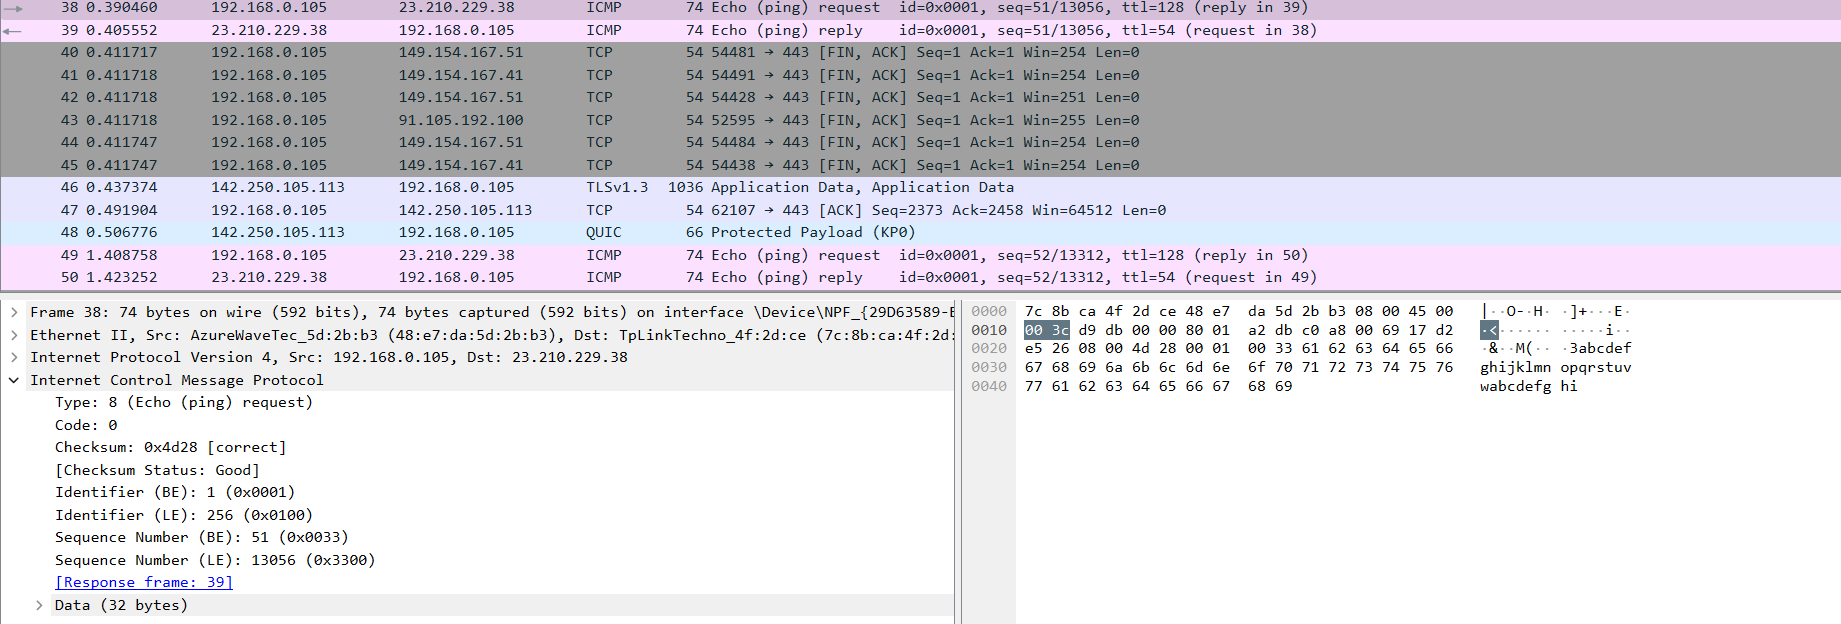 38 0.390460 192.168.0.105 23.210.229.38 ICMP 74 Echo (ping) request id=0x0001, seq=51/13056, ttl=128 (reply in 39)
39 0.405552 23.210.229.38 192.168.0.105 ICMP 74 Echo (ping) reply id=0x0001, seq=51/13056, ttl=54 (request in 38)
40 0.411717 192.168.0.105 149.154.167.51 TCP 54 54481 → 443 [FIN, ACK] Seq=1 Ack=1 Win=254 Len=0
41 0.411718 192.168.0.105 149.154.167.41 TCP 54 54491 → 443 [FIN, ACK] Seq=1 Ack=1 Win=254 Len=0
42 0.411718 192.168.0.105 149.154.167.51 TCP 54 54428 → 443 [FIN, ACK] Seq=1 Ack=1 Win=251 Len=0
43 0.411718 192.168.0.105 91.105.192.100 TCP 54 52595 → 443 [FIN, ACK] Seq=1 Ack=1 Win=255 Len=0
44 0.411747 192.168.0.105 149.154.167.51 TCP 54 54484 → 443 [FIN, ACK] Seq=1 Ack=1 Win=254 Len=0
45 0.411747 192.168.0.105 149.154.167.41 TCP 54 54438 → 443 [FIN, ACK] Seq=1 Ack=1 Win=254 Len=0
46 0.437374 142.250.105.113 192.168.0.105 TLSv1.3 1036 Application Data, Application Data
47 0.491904 192.168.0.105 142.250.105.113 TCP 54 62107 → 443 [ACK] Seq=2373 Ack=2458 Win=64512 Len=0
48 0.506776 142.250.105.113 192.168.0.105 QUIC 66 Protected Payload (KP0)
49 1.408758 192.168.0.105 23.210.229.38 ICMP 74 Echo (ping) request id=0x0001, seq=52/13312, ttl=128 (reply in 50)
50 1.423252 23.210.229.38 192.168.0.105 ICMP 74 Echo (ping) reply id=0x0001, seq=52/13312, ttl=54 (request in 49)
Frame 38: 74 bytes on wire (592 bits), 74 bytes captured (592 bits) on interface \Device\NPF_{29D63589-E
Ethernet II, Src: AzureWaveTec_5d:2b:b3 (48:e7:da:5d:2b:b3), Dst: TpLinkTechno_4f:2d:ce (7c:8b:ca:4f:2d:
Internet Protocol Version 4, Src: 192.168.0.105, Dst: 23.210.229.38
Internet Control Message Protocol
Type: 8 (Echo (ping) request)
Code: 0
Checksum: 0x4d28 [correct]
[Checksum Status: Good]
Identifier (BE): 1 (0x0001)
Identifier (LE): 256 (0x0100)
Sequence Number (BE): 51 (0x0033)
Sequence Number (LE): 13056 (0x3300)
[Response frame: 39]
Data (32 bytes)
0000 7c 8b ca 4f 2d ce 48 e7 da 5d 2b b3 08 00 45 00 |··O-·H· ·]+···E·
0010 00 3c d9 db 00 00 80 01 a2 db c0 a8 00 69 17 d2 ·<······ ·····i··
0020 e5 26 08 00 4d 28 00 01 00 33 61 62 63 64 65 66 ·&··M(·· ·3abcdef
0030 67 68 69 6a 6b 6c 6d 6e 6f 70 71 72 73 74 75 76 ghijklmn opqrstuv
0040 77 61 62 63 64 65 66 67 68 69 wabcdefg hi